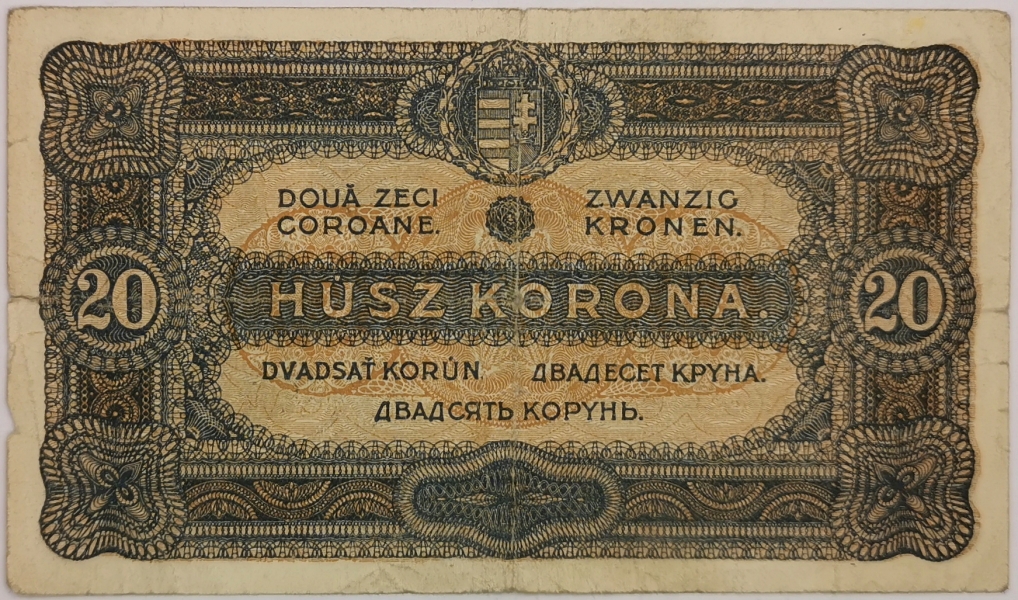 DOUĂ ZECI
COROANE.
ZWANZIG
KRONEN.
20
HÚSZ KORONA.
20
DVADSAŤ KORÚN
ДВАДЕСЕТ КРУНА.
ДВАДСЯТЬ КОРУНЬ.